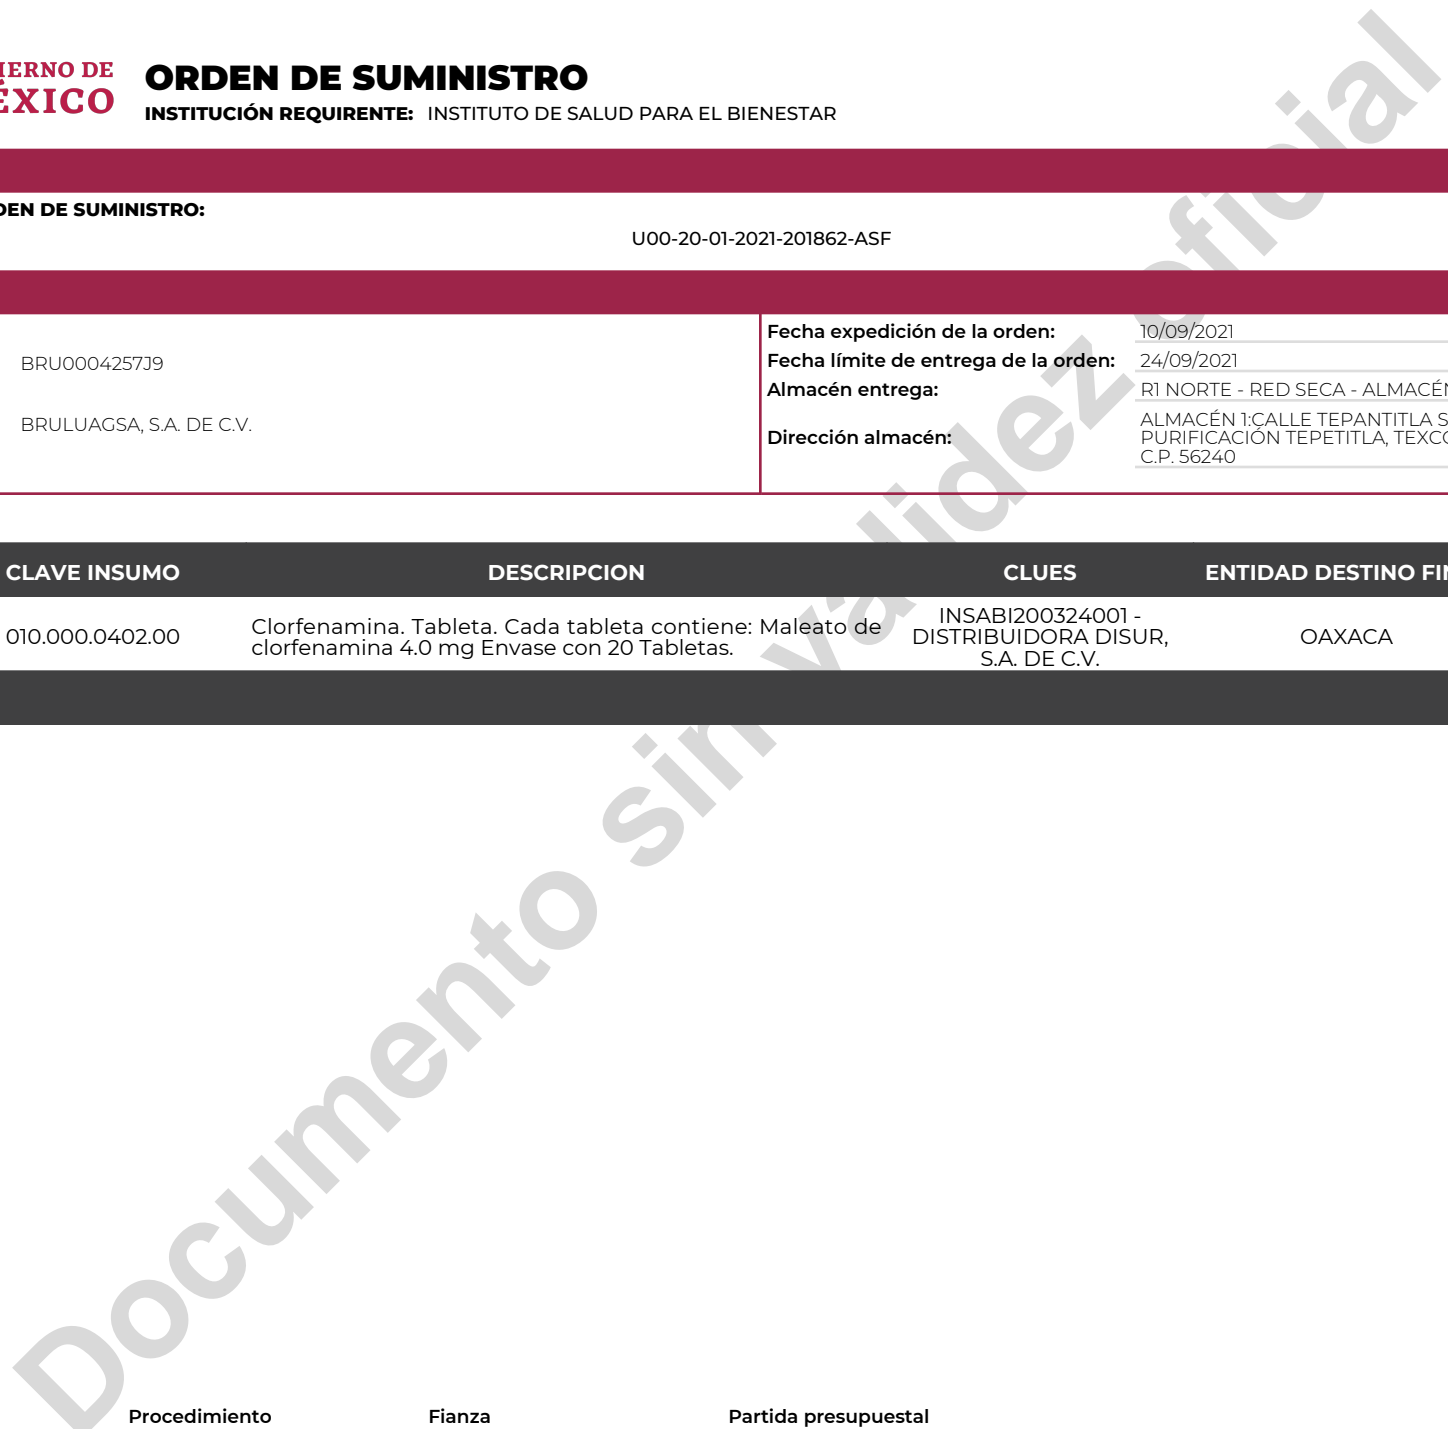 IERNO DE
ÉXICO
ORDEN DE SUMINISTRO
INSTITUCIÓN REQUIRENTE: INSTITUTO DE SALUD PARA EL BIENESTAR
DEN DE SUMINISTRO:
U00-20-01-2021-201862-ASF
BRU0004257J9
BRULUAGSA, S.A. DE C.V.
Fecha expedición de la orden: 10/09/2021
Fecha límite de entrega de la orden: 24/09/2021
Almacén entrega: R1 NORTE - RED SECA - ALMACÉN
Dirección almacén: ALMACÉN 1:CALLE TEPANTITLA S
PURIFICACIÓN TEPETITLA, TEXCO
C.P. 56240
CLAVE INSUMO DESCRIPCION CLUES ENTIDAD DESTINO FIN
010.000.0402.00
Clorfenamina. Tableta. Cada tableta contiene: Maleato de
clorfenamina 4.0 mg Envase con 20 Tabletas.
INSABI200324001 -
DISTRIBUIDORA DISUR,
S.A. DE C.V.
OAXACA
Documento sin validez oficial
Procedimiento Fianza Partida presupuestal